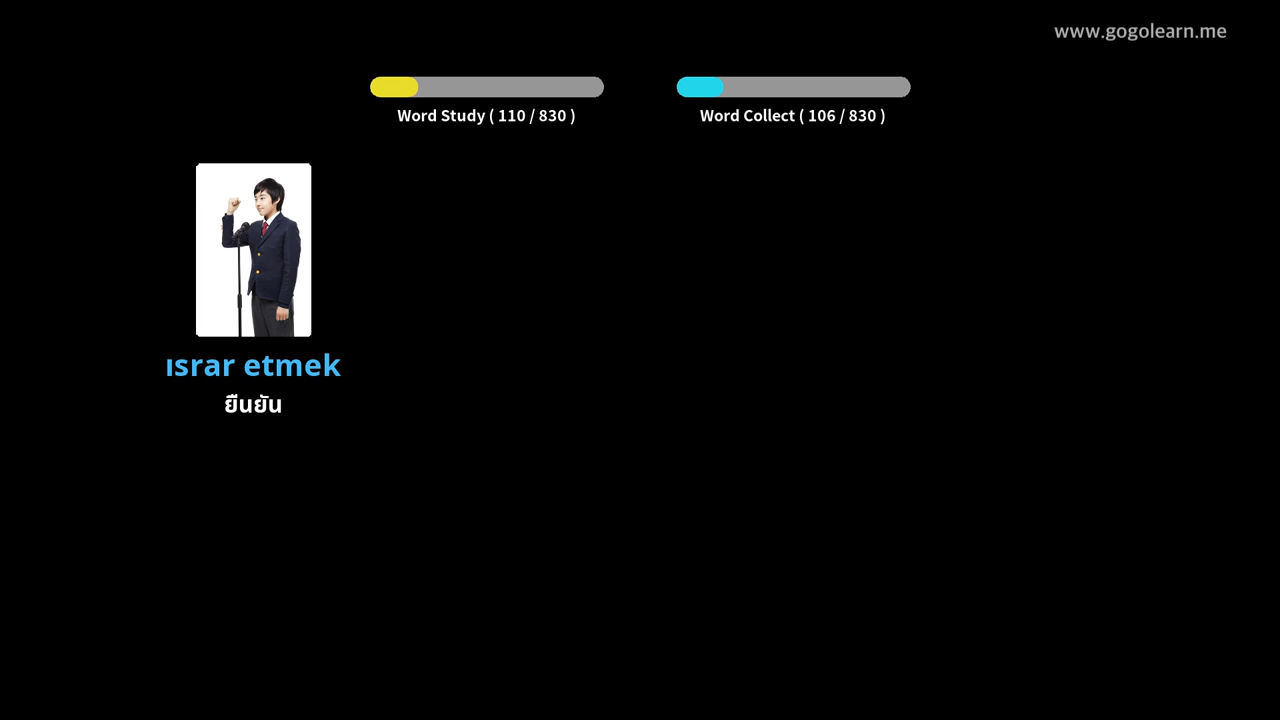 www.gogolearn.me
Word Study ( 110 / 830 )
Word Collect ( 106 / 830 )
ısrar etmek
ยืนยัน